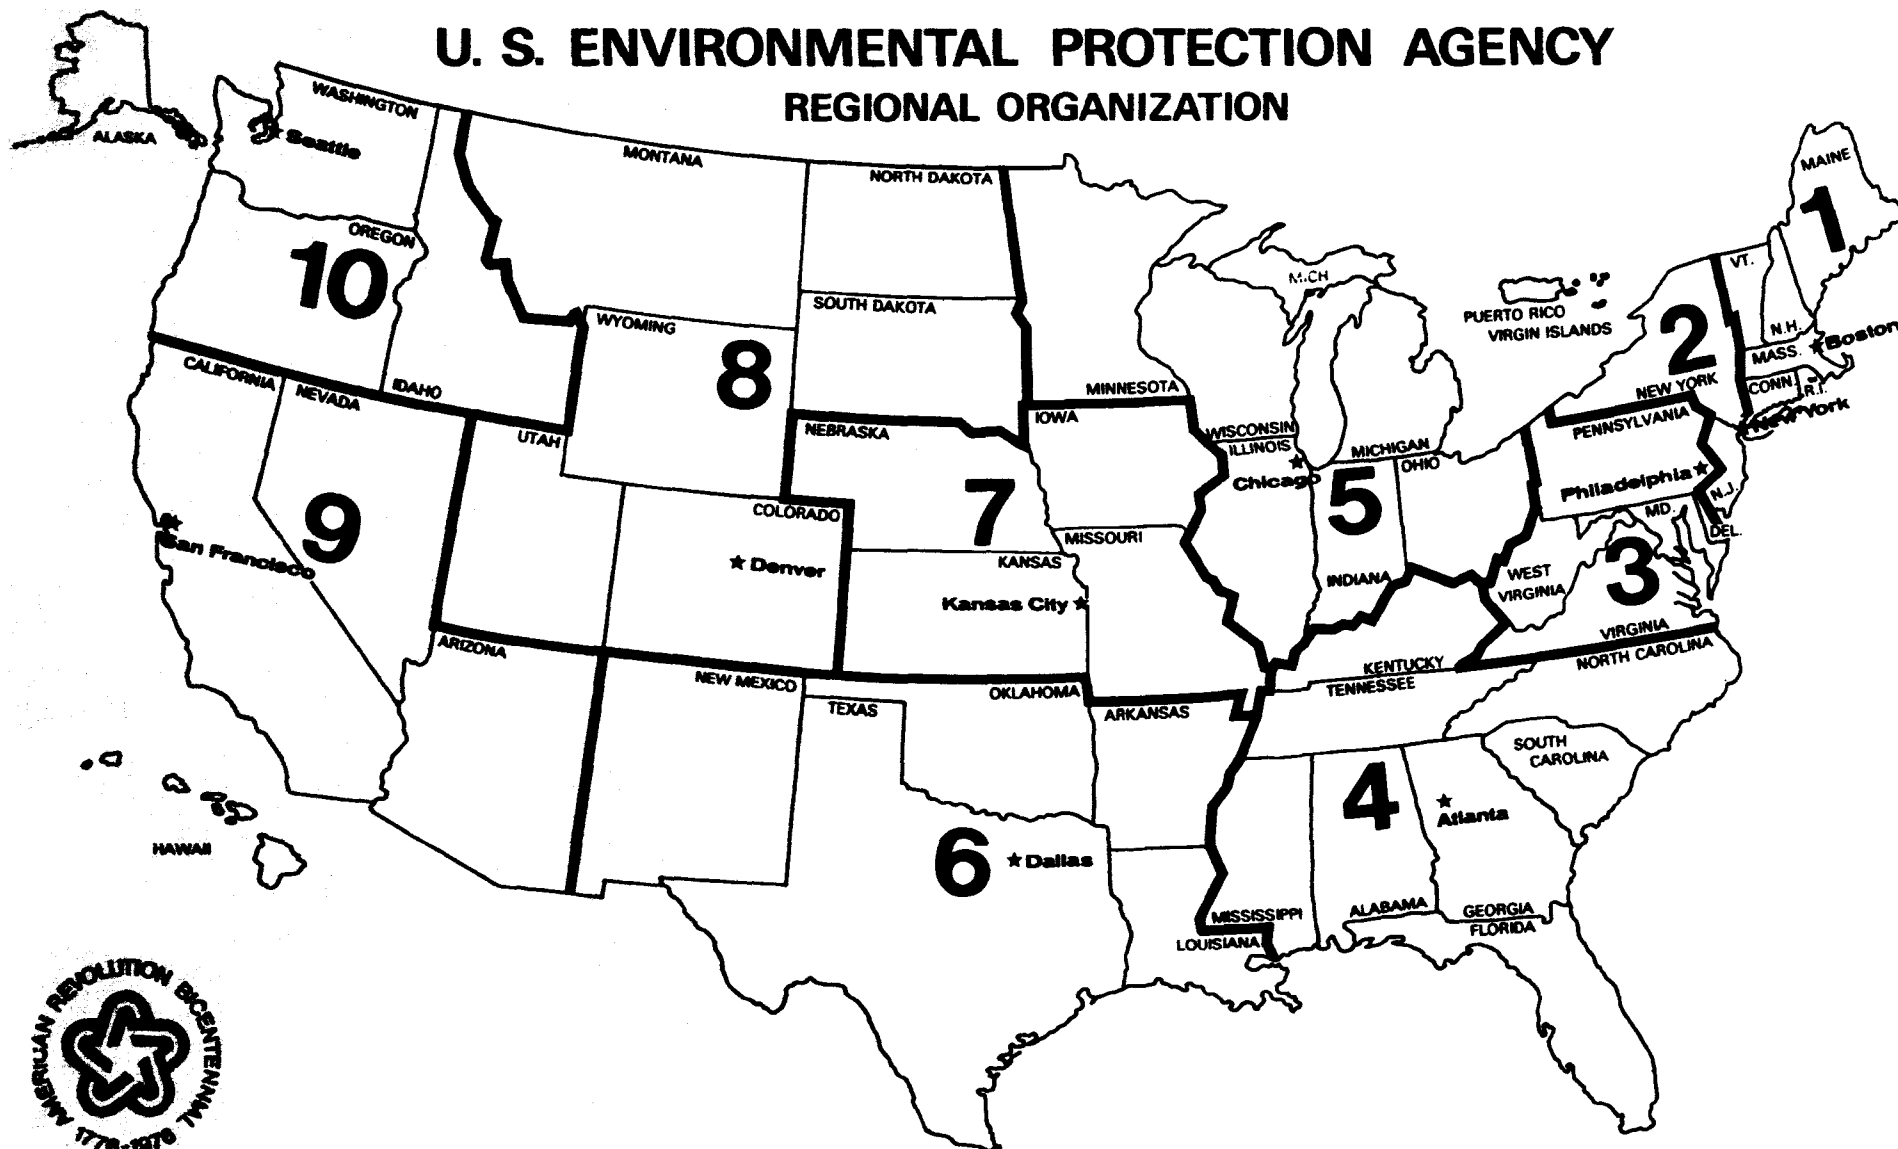 U. S. ENVIRONMENTAL PROTECTION AGENCY
REGIONAL ORGANIZATION
ALASKA
WASHINGTON
Seattle
MONTANA
NORTH DAKOTA
MAINE
1
OREGON
10
MICH
VT.
SOUTH DAKOTA
PUERTO RICO
VIRGIN ISLANDS
WYOMING
8
2
N.H.
Boston
MASS.
CALIFORNIA
NEVADA
IDAHO
MINNESOTA
NEW YORK
CONN.
R.I.
New York
IOWA
UTAH
NEBRASKA
WISCONSIN
ILLINOIS
PENNSYLVANIA
MICHIGAN
OHIO
Chicago
Philadelphia
N.J.
9
7
5
COLORADO
MD.
DEL.
San Francisco
Denver
MISSOURI
KANSAS
INDIANA
WEST
VIRGINIA
3
Kansas City
VIRGINIA
ARIZONA
NEW MEXICO
OKLAHOMA
KENTUCKY
TENNESSEE
NORTH CAROLINA
TEXAS
ARKANSAS
SOUTH
CAROLINA
4
Atlanta
HAWAII
6
Dallas
MISSISSIPPI
ALABAMA
GEORGIA
FLORIDA
LOUISIANA
AMERICAN REVOLUTION BICENTENNIAL
1776-1976